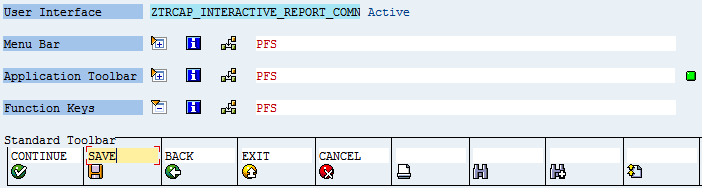 User Interface ZTRCAP_INTERACTIVE_REPORT_COMN Active
Menu Bar PFS
Application Toolbar PFS
Function Keys PFS
Standard Toolbar
CONTINUE SAVE BACK EXIT CANCEL